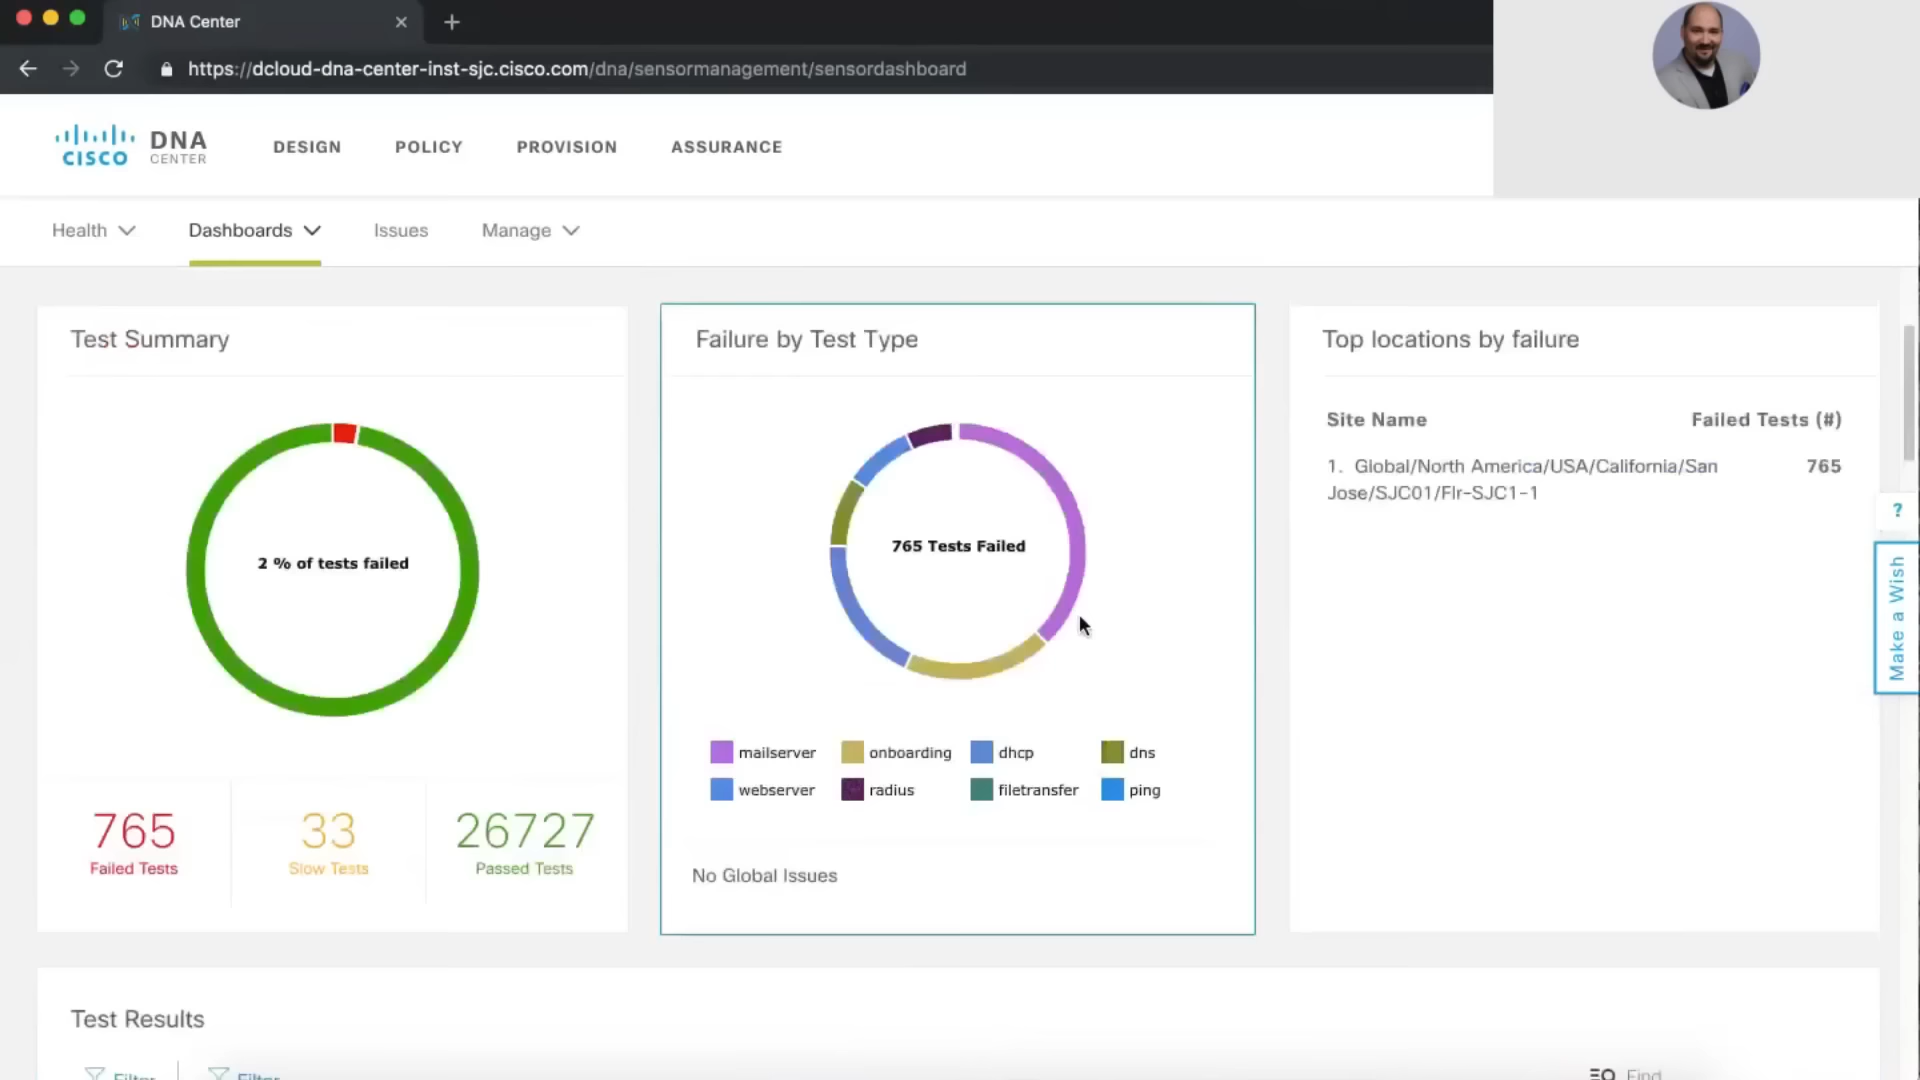 DNA Center
https://dcloud-dna-center-inst-sjc.cisco.com/dna/sensormanagement/sensordashboard
CISCO
DNA
CENTER
DESIGN
POLICY
PROVISION
ASSURANCE
Health
Dashboards
Issues
Manage
Test Summary
2 % of tests failed
765
Failed Tests
33
Slow Tests
26727
Passed Tests
Failure by Test Type
765 Tests Failed
mailserver
onboarding
dhcp
dns
webserver
radius
filetransfer
ping
No Global Issues
Top locations by failure
Site Name
Failed Tests (#)
1. Global/North America/USA/California/San
Jose/SJC01/Flr-SJC1-1
765
?
Make a Wish
Test Results
Filter
Filter
Find